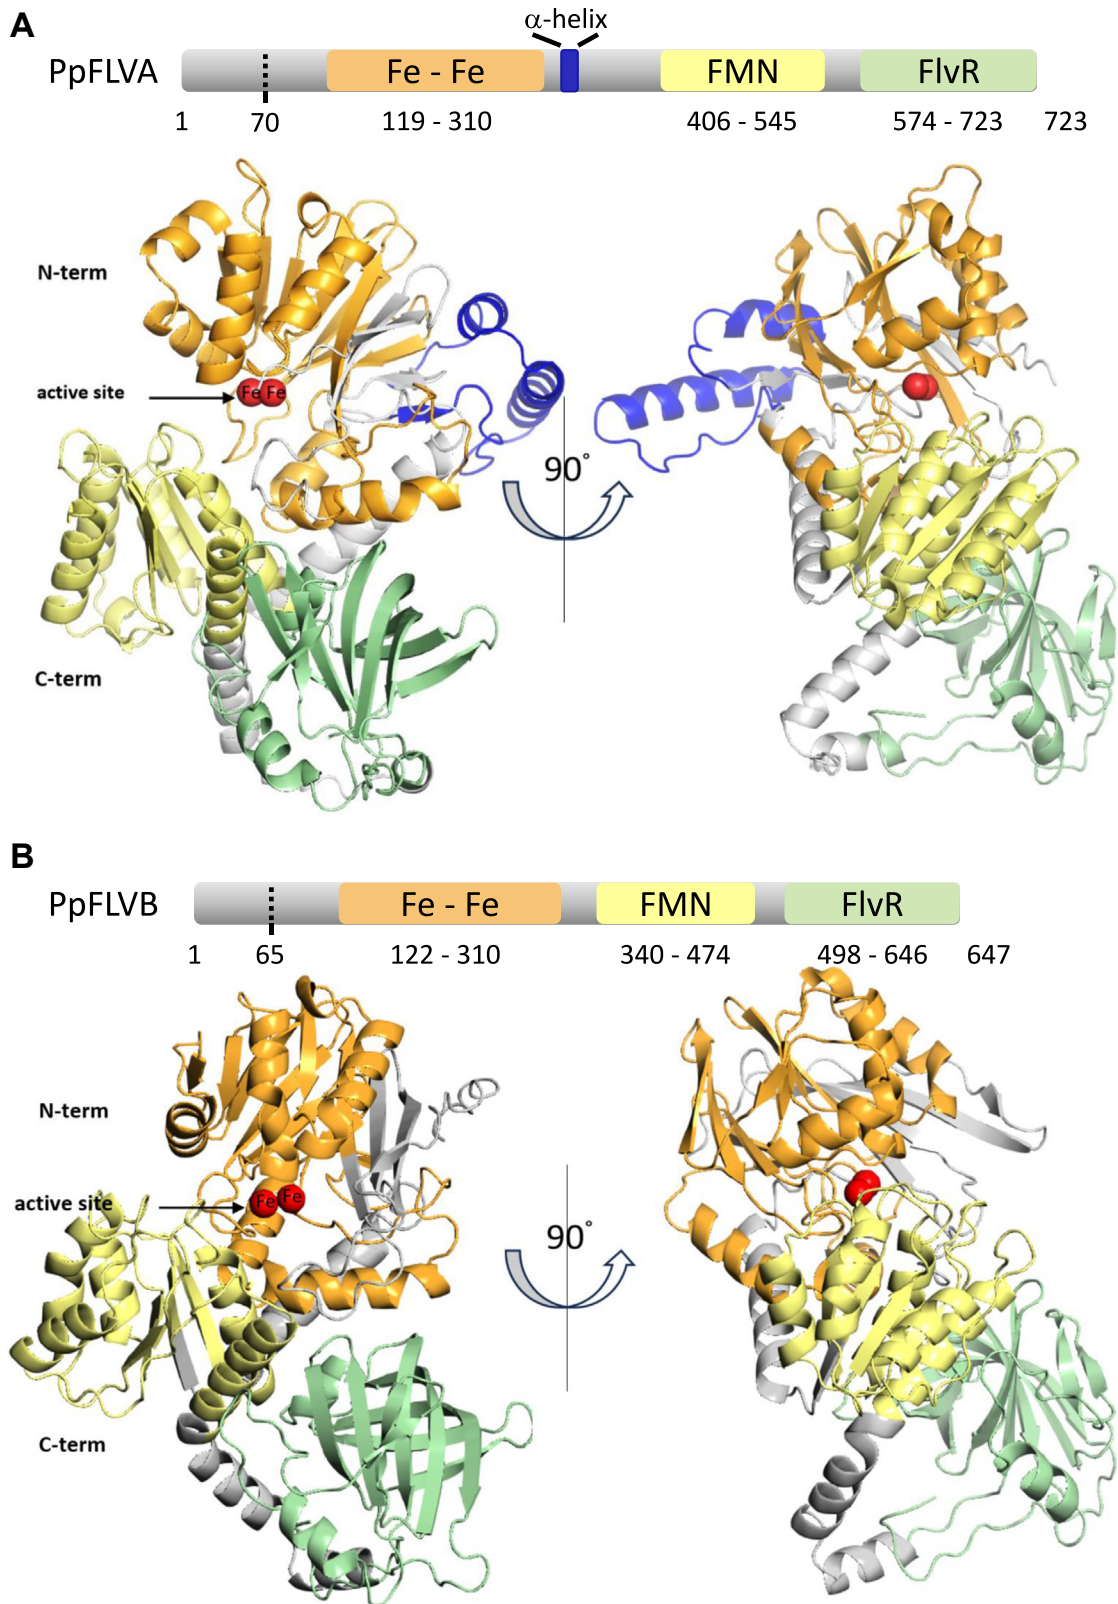 A
α-helix
PpFLVA
Fe - Fe
FMN
FlvR
1
70
119 - 310
406 - 545
574 - 723
723
N-term
active site
Fe Fe
90°
C-term
B
PpFLVB
Fe - Fe
FMN
FlvR
1
65
122 - 310
340 - 474
498 - 646
647
N-term
active site
Fe Fe
90°
C-term